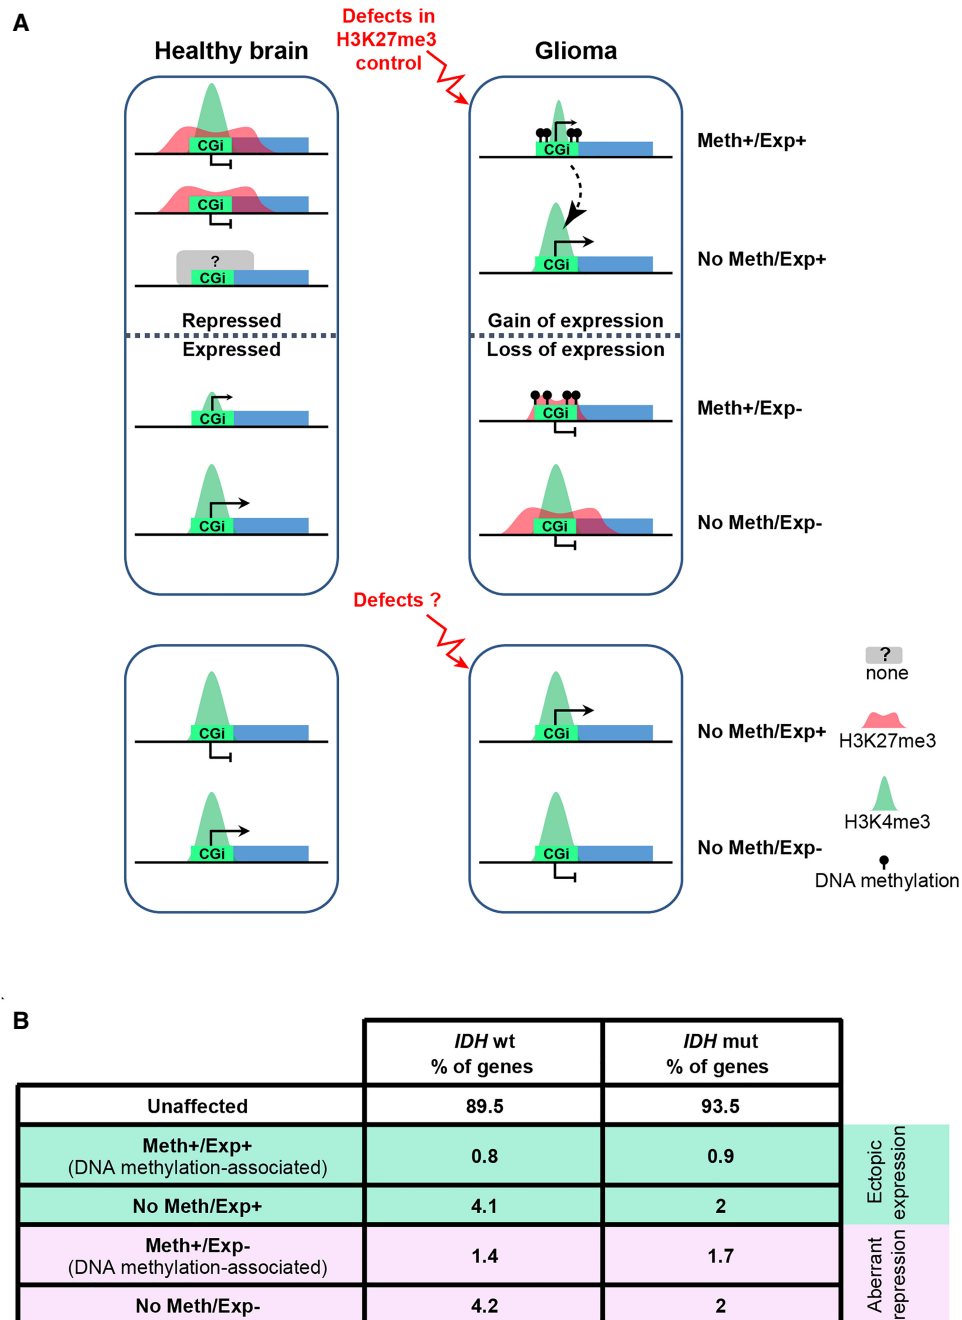 A
Defects in
H3K27me3
control
Healthy brain
Glioma
CGi
CGi
Meth+/Exp+
CGi
?
CGi
CGi
No Meth/Exp+
Repressed
Gain of expression
Expressed
Loss of expression
CGi
CGi
Meth+/Exp-
CGi
CGi
No Meth/Exp-
Defects ?
?
none
CGi
CGi
No Meth/Exp+
H3K27me3
H3K4me3
CGi
CGi
No Meth/Exp-
DNA methylation
B
IDH wt
% of genes
IDH mut
% of genes
Unaffected
89.5
93.5
Meth+/Exp+
(DNA methylation-associated)
0.8
0.9
No Meth/Exp+
4.1
2
Ectopic
expression
Meth+/Exp-
(DNA methylation-associated)
1.4
1.7
No Meth/Exp-
4.2
2
Aberrant
repression